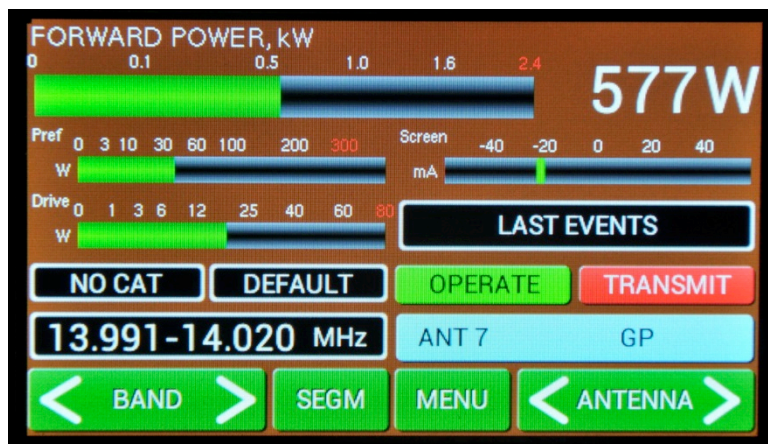 FORWARD POWER, kW
0 0.1 0.5 1.0 1.6 2.4
577W
Pref 0 3 10 30 60 100 200 300
W
Screen -40 -20 0 20 40
mA
Drive 0 1 3 6 12 25 40 60 80
W
LAST EVENTS
NO CAT DEFAULT OPERATE TRANSMIT
13.991-14.020 MHz ANT 7 GP
< BAND > SEGM MENU < ANTENNA >